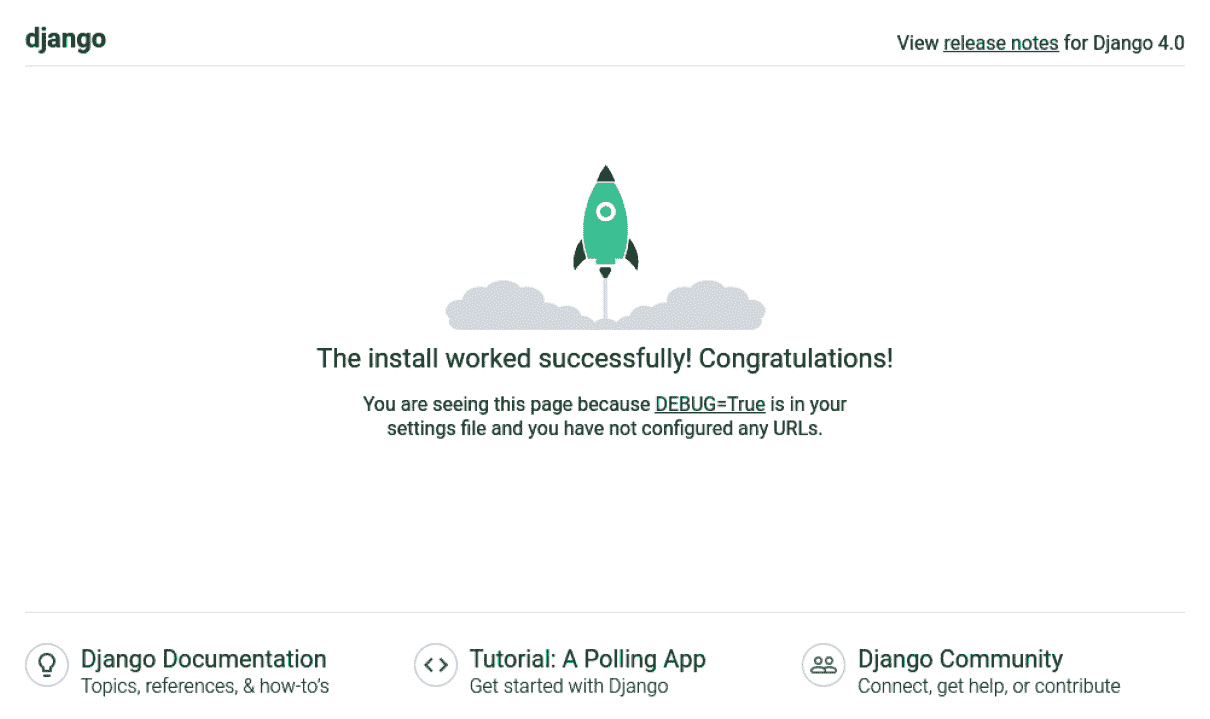 django
View release notes for Django 4.0
The install worked successfully! Congratulations!
You are seeing this page because DEBUG=True is in your
settings file and you have not configured any URLs.
Django Documentation
Topics, references, & how-to’s
Tutorial: A Polling App
Get started with Django
Django Community
Connect, get help, or contribute